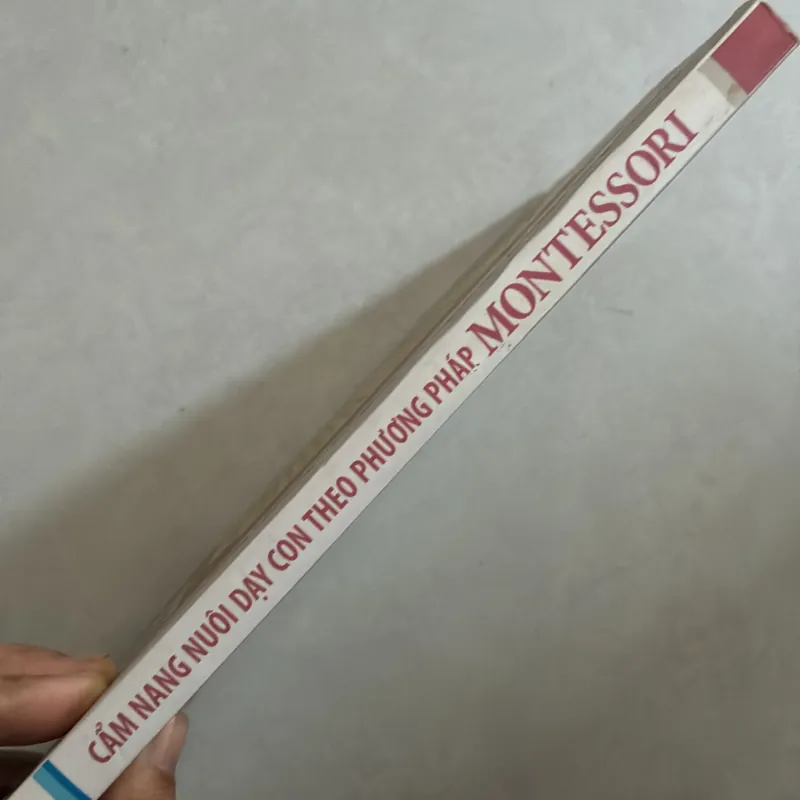 CẨM NANG NUÔI DẠY CON THEO PHƯƠNG PHÁP MONTESSORI